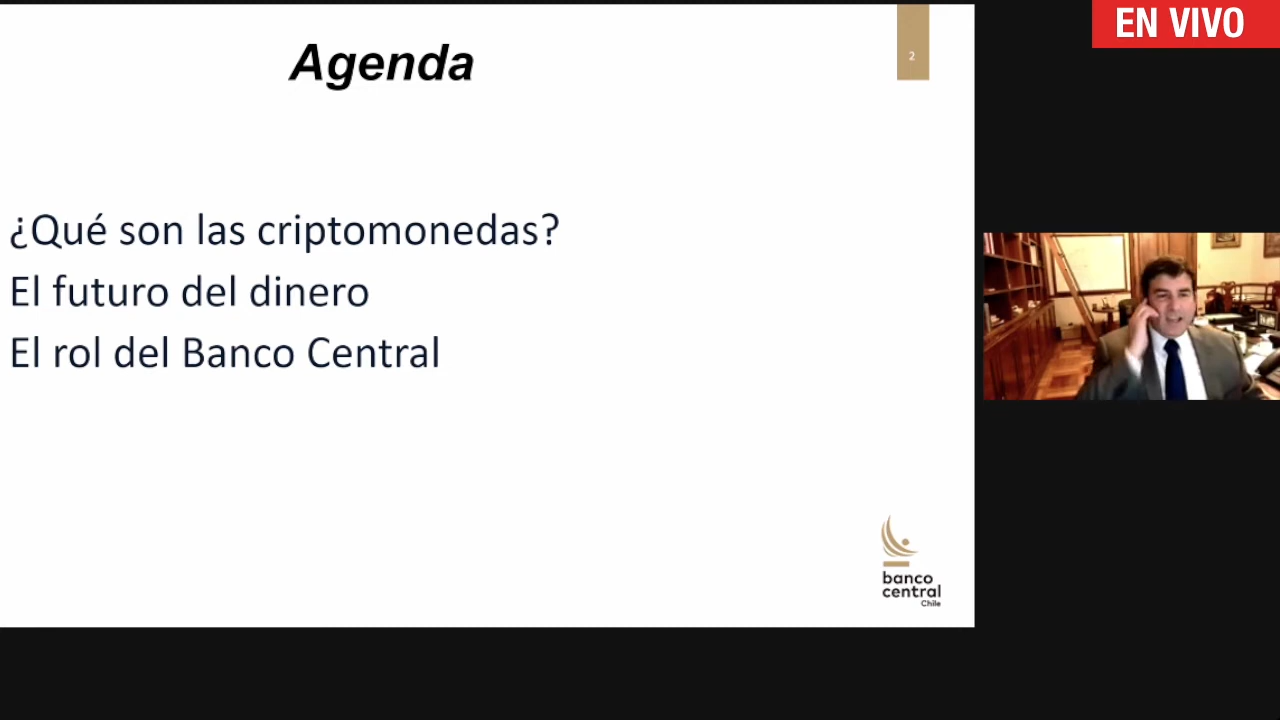 EN VIVO
Agenda
2
¿Qué son las criptomonedas?
El futuro del dinero
El rol del Banco Central
banco
central
Chile